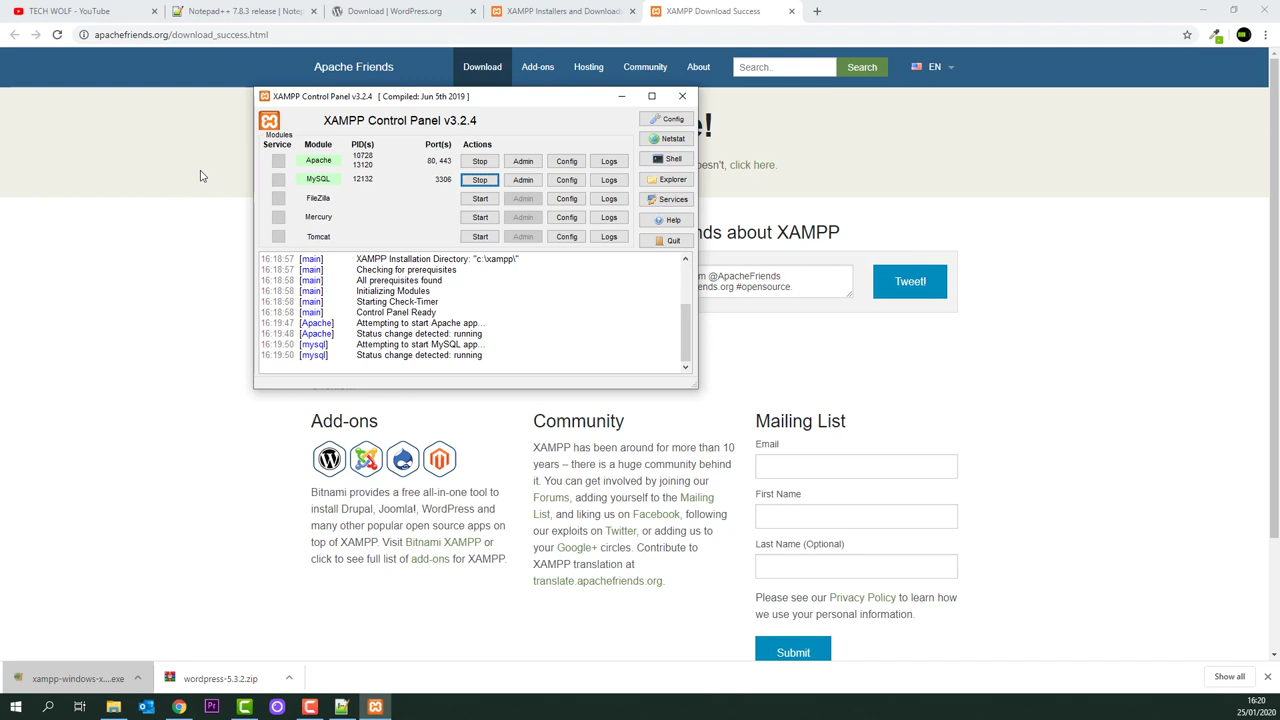 TECH WOLF - YouTube
Notepad++ 7.8.3 release | Notep
Download | WordPress.org
XAMPP Installers and Downloads
XAMPP Download Success
apachefriends.org/download_success.html
Apache Friends
Download
Add-ons
Hosting
Community
About
Search..
Search
EN
XAMPP Control Panel v3.2.4 [ Compiled: Jun 5th 2019 ]
XAMPP Control Panel v3.2.4
Config
Netstat
Shell
Explorer
Services
Help
Quit
Modules
Service Module PID(s) Port(s) Actions
Apache 10728 13120 80, 443 Stop Admin Config Logs
MySQL 12132 3306 Stop Admin Config Logs
FileZilla Start Admin Config Logs
Mercury Start Admin Config Logs
Tomcat Start Admin Config Logs
16:18:57 [main] XAMPP Installation Directory: "c:\xampp\"
16:18:57 [main] Checking for prerequisites
16:18:58 [main] All prerequisites found
16:18:58 [main] Initializing Modules
16:18:58 [main] Starting Check-Timer
16:18:58 [main] Control Panel Ready
16:19:47 [Apache] Attempting to start Apache app...
16:19:48 [Apache] Status change detected: running
16:19:50 [mysql] Attempting to start MySQL app...
16:19:50 [mysql] Status change detected: running
!
esn't, click here.
nds about XAMPP
m @ApacheFriends
ends.org #opensource.
Tweet!
Add-ons
Bitnami provides a free all-in-one tool to
install Drupal, Joomla!, WordPress and
many other popular open source apps on
top of XAMPP. Visit Bitnami XAMPP or
click to see full list of add-ons for XAMPP.
Community
XAMPP has been around for more than 10
years – there is a huge community behind
it. You can get involved by joining our
Forums, adding yourself to the Mailing
List, and liking us on Facebook, following
our exploits on Twitter, or adding us to
your Google+ circles. Contribute to
XAMPP translation at
translate.apachefriends.org.
Mailing List
Email
First Name
Last Name (Optional)
Please see our Privacy Policy to learn how
we use your personal information.
Submit
xampp-windows-x....exe
wordpress-5.3.2.zip
Show all
16:20
25/01/2020